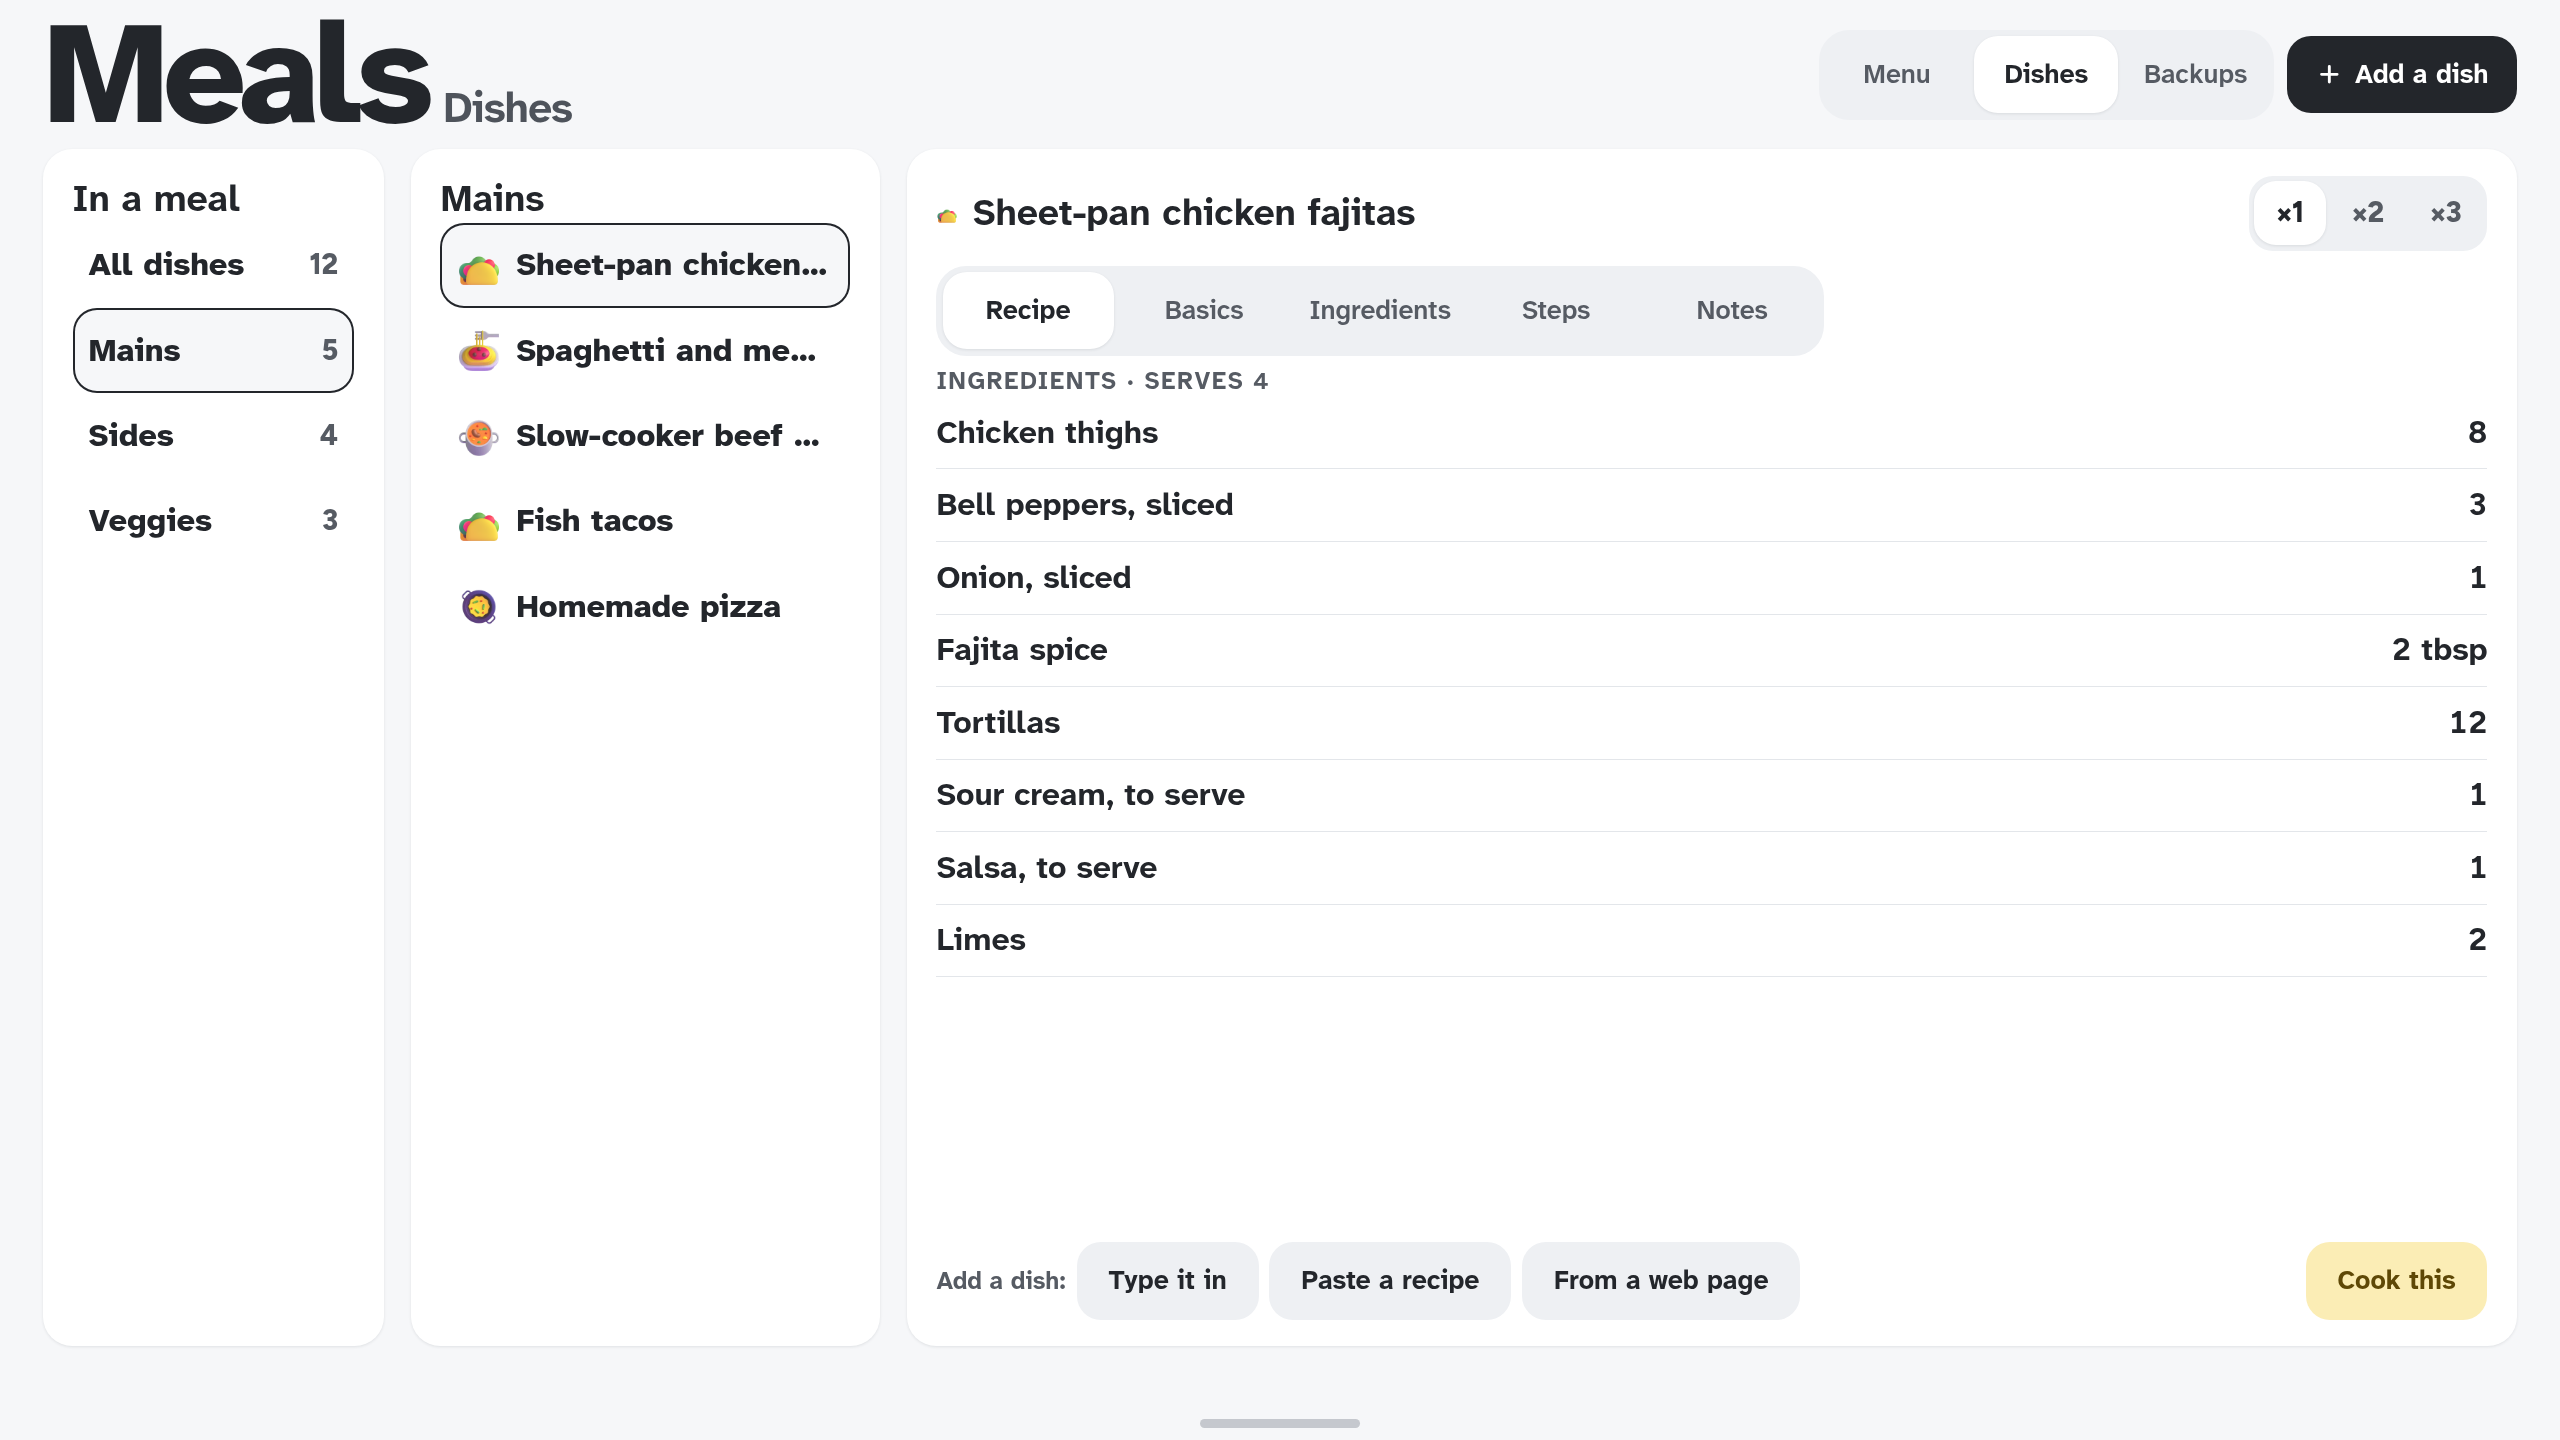 Meals Dishes
Menu
Dishes
Backups
+ Add a dish
In a meal
All dishes 12
Mains 5
Sides 4
Veggies 3
Mains
Sheet-pan chicken...
Spaghetti and me...
Slow-cooker beef ...
Fish tacos
Homemade pizza
Sheet-pan chicken fajitas
×1 ×2 ×3
Recipe Basics Ingredients Steps Notes
INGREDIENTS · SERVES 4
Chicken thighs 8
Bell peppers, sliced 3
Onion, sliced 1
Fajita spice 2 tbsp
Tortillas 12
Sour cream, to serve 1
Salsa, to serve 1
Limes 2
Add a dish: Type it in Paste a recipe From a web page Cook this